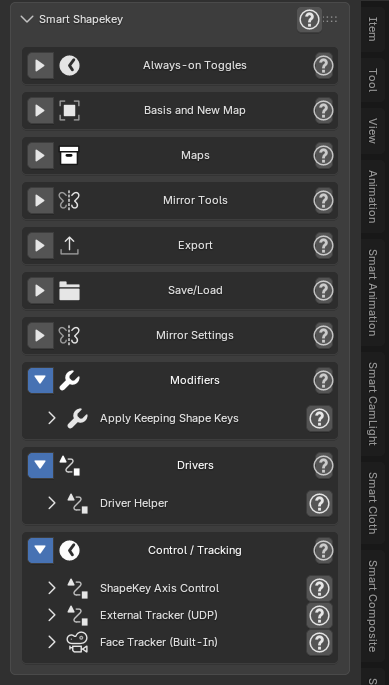 Smart Shapekey
Always-on Toggles
Basis and New Map
Maps
Mirror Tools
Export
Save/Load
Mirror Settings
Modifiers
Apply Keeping Shape Keys
Drivers
Driver Helper
Control / Tracking
ShapeKey Axis Control
External Tracker (UDP)
Face Tracker (Built-In)
Item
Tool
View
Animation
Smart Animation
Smart CamLight
Smart Cloth
Smart Composite
S